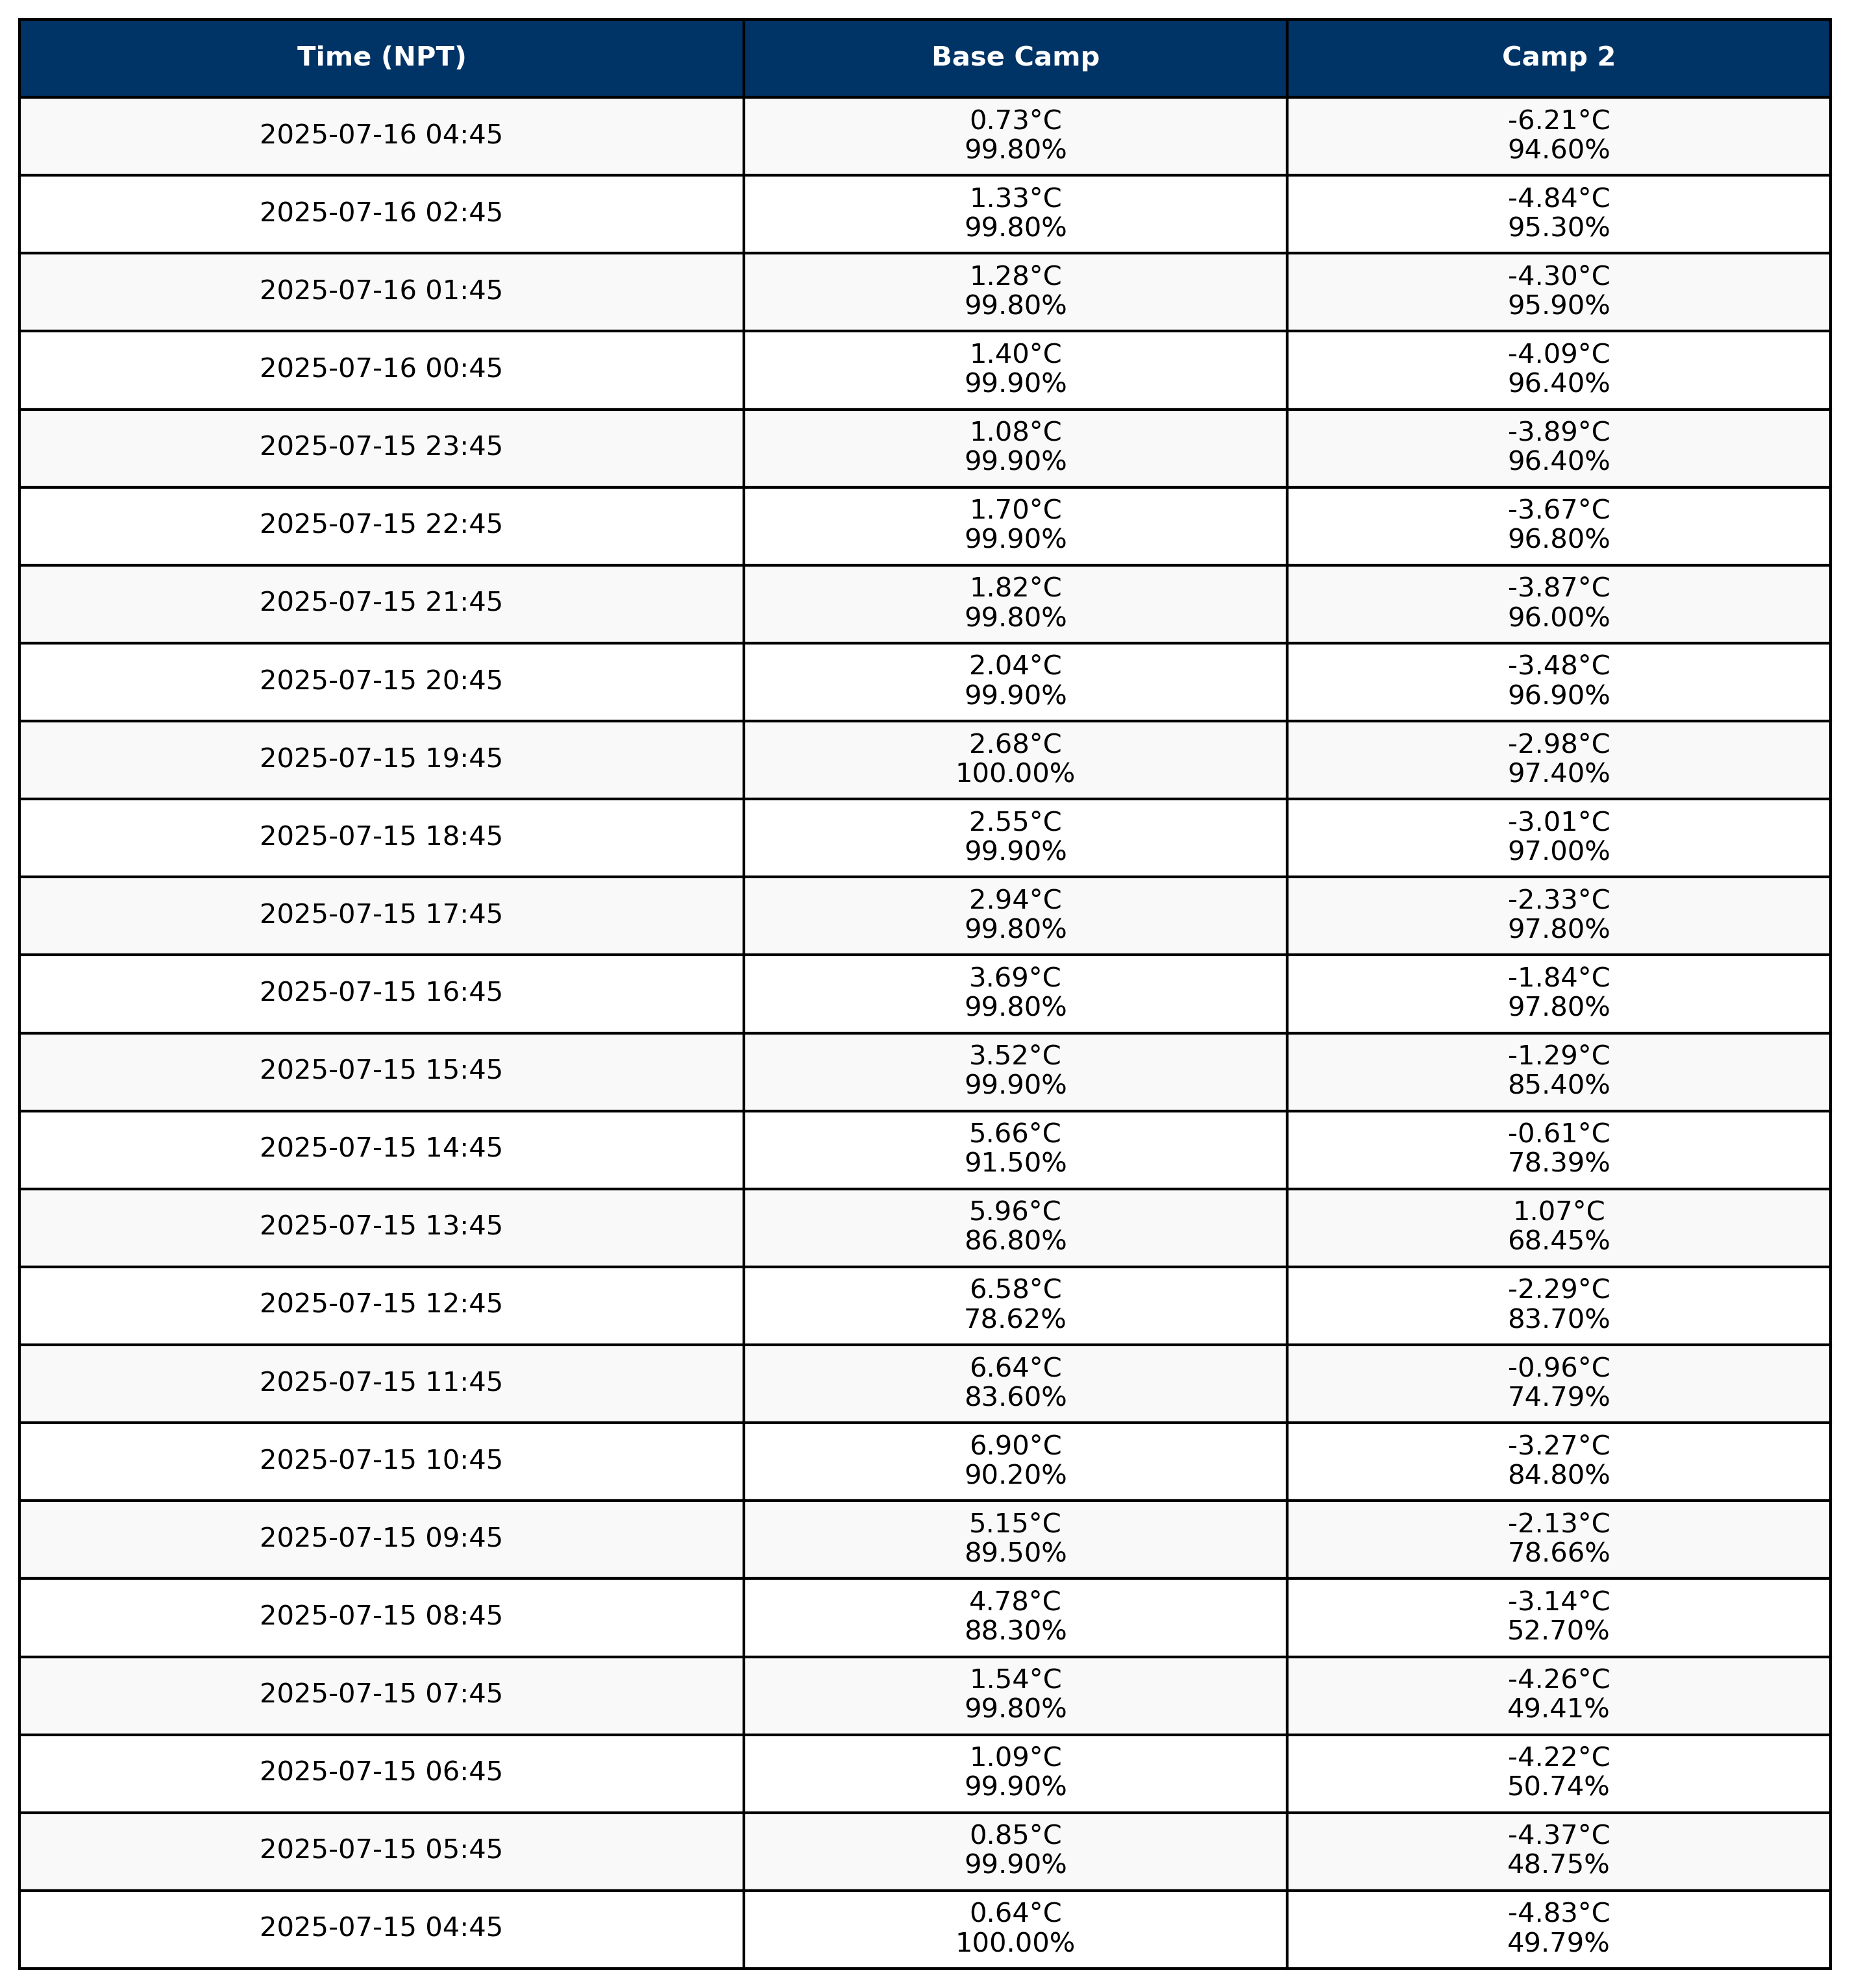 Time (NPT) Base Camp Camp 2
2025-07-16 04:45
0.73°C
99.80%
-6.21°C
94.60%
2025-07-16 02:45
1.33°C
99.80%
-4.84°C
95.30%
2025-07-16 01:45
1.28°C
99.80%
-4.30°C
95.90%
2025-07-16 00:45
1.40°C
99.90%
-4.09°C
96.40%
2025-07-15 23:45
1.08°C
99.90%
-3.89°C
96.40%
2025-07-15 22:45
1.70°C
99.90%
-3.67°C
96.80%
2025-07-15 21:45
1.82°C
99.80%
-3.87°C
96.00%
2025-07-15 20:45
2.04°C
99.90%
-3.48°C
96.90%
2025-07-15 19:45
2.68°C
100.00%
-2.98°C
97.40%
2025-07-15 18:45
2.55°C
99.90%
-3.01°C
97.00%
2025-07-15 17:45
2.94°C
99.80%
-2.33°C
97.80%
2025-07-15 16:45
3.69°C
99.80%
-1.84°C
97.80%
2025-07-15 15:45
3.52°C
99.90%
-1.29°C
85.40%
2025-07-15 14:45
5.66°C
91.50%
-0.61°C
78.39%
2025-07-15 13:45
5.96°C
86.80%
1.07°C
68.45%
2025-07-15 12:45
6.58°C
78.62%
-2.29°C
83.70%
2025-07-15 11:45
6.64°C
83.60%
-0.96°C
74.79%
2025-07-15 10:45
6.90°C
90.20%
-3.27°C
84.80%
2025-07-15 09:45
5.15°C
89.50%
-2.13°C
78.66%
2025-07-15 08:45
4.78°C
88.30%
-3.14°C
52.70%
2025-07-15 07:45
1.54°C
99.80%
-4.26°C
49.41%
2025-07-15 06:45
1.09°C
99.90%
-4.22°C
50.74%
2025-07-15 05:45
0.85°C
99.90%
-4.37°C
48.75%
2025-07-15 04:45
0.64°C
100.00%
-4.83°C
49.79%